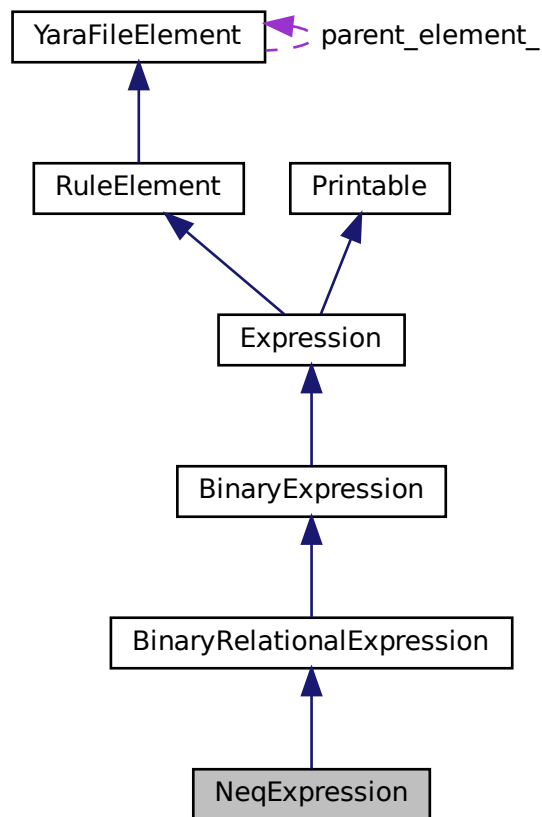 YaraFileElement
parent_element_
RuleElement
Printable
Expression
BinaryExpression
BinaryRelationalExpression
NeqExpression